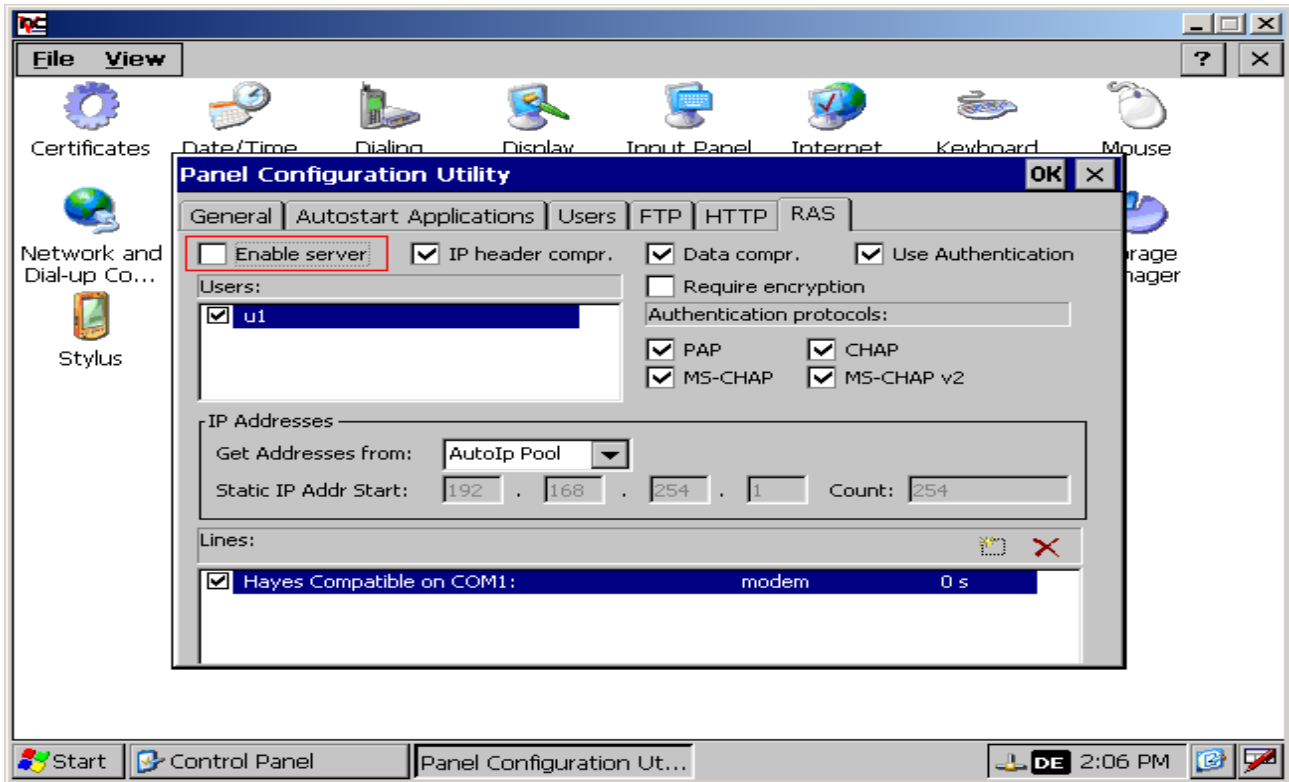 File View ?
Certificates Date/Time Dialing Display Input Panel Internet Keyboard Mouse
Panel Configuration Utility OK
General Autostart Applications Users FTP HTTP RAS
Network and
Dial-up Co...
Enable server IP header compr. Data compr. Use Authentication
Users: Require encryption
u1
Authentication protocols:
PAP CHAP
MS-CHAP MS-CHAP v2
Stylus
IP Addresses
Get Addresses from: AutoIp Pool
Static IP Addr Start: 192 . 168 . 254 . 1 Count: 254
Lines:
Hayes Compatible on COM1: modem 0 s
Start Control Panel Panel Configuration Ut... DE 2:06 PM